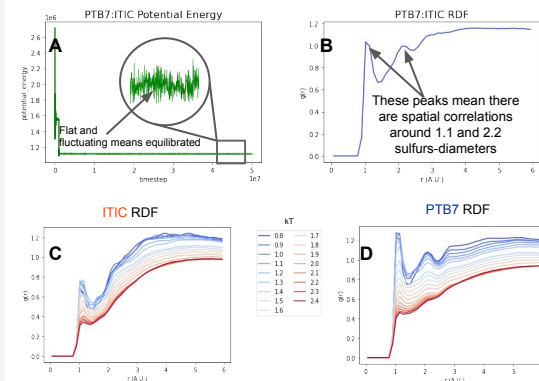 PTB7:ITIC Potential Energy
1e6
A
2.6
2.4
2.2
2.0
1.8
1.6
1.4
1.2
potential_energy
Flat and
fluctuating means equilibrated
0 1 2 3 4 5
timestep
1e7
PTB7:ITIC RDF
B
1.2
1.0
0.8
0.6
0.4
0.2
0.0
g(r)
These peaks mean there
are spatial correlations
around 1.1 and 2.2
sulfurs-diameters
0 1 2 3 4 5 6
r (A.U.)
ITIC RDF
C
1.2
1.0
0.8
0.6
0.4
0.2
0.0
g(r)
0 1 2 3 4 5 6
r (A.U.)
kT
0.8 1.7
0.9 1.8
1.0 1.9
1.1 2.0
1.2 2.1
1.3 2.2
1.4 2.3
1.5 2.4
1.6
PTB7 RDF
D
1.2
1.0
0.8
0.6
0.4
0.2
0.0
g(r)
0 1 2 3 4 5
r (A.U.)